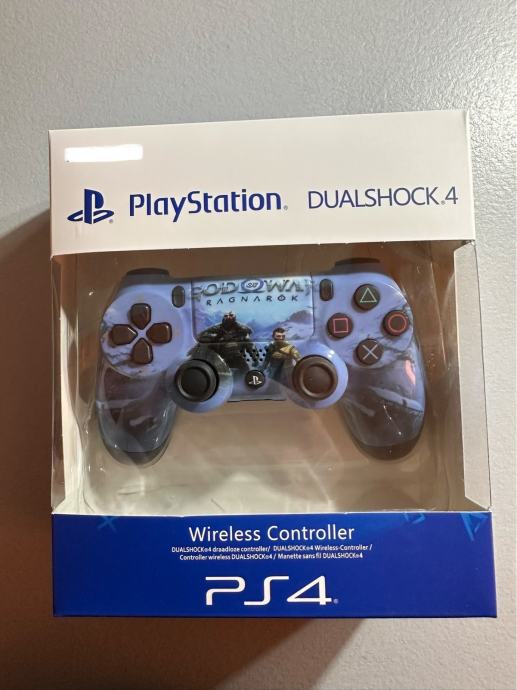 PlayStation® DUALSHOCK®4
GOD OF WAR
RAGNARÖK
Wireless Controller
DUALSHOCK®4 draadloze controller/ DUALSHOCK®4 Wireless-Controller /
Controller wireless DUALSHOCK®4 / Manette sans fil DUALSHOCK®4
PS4®